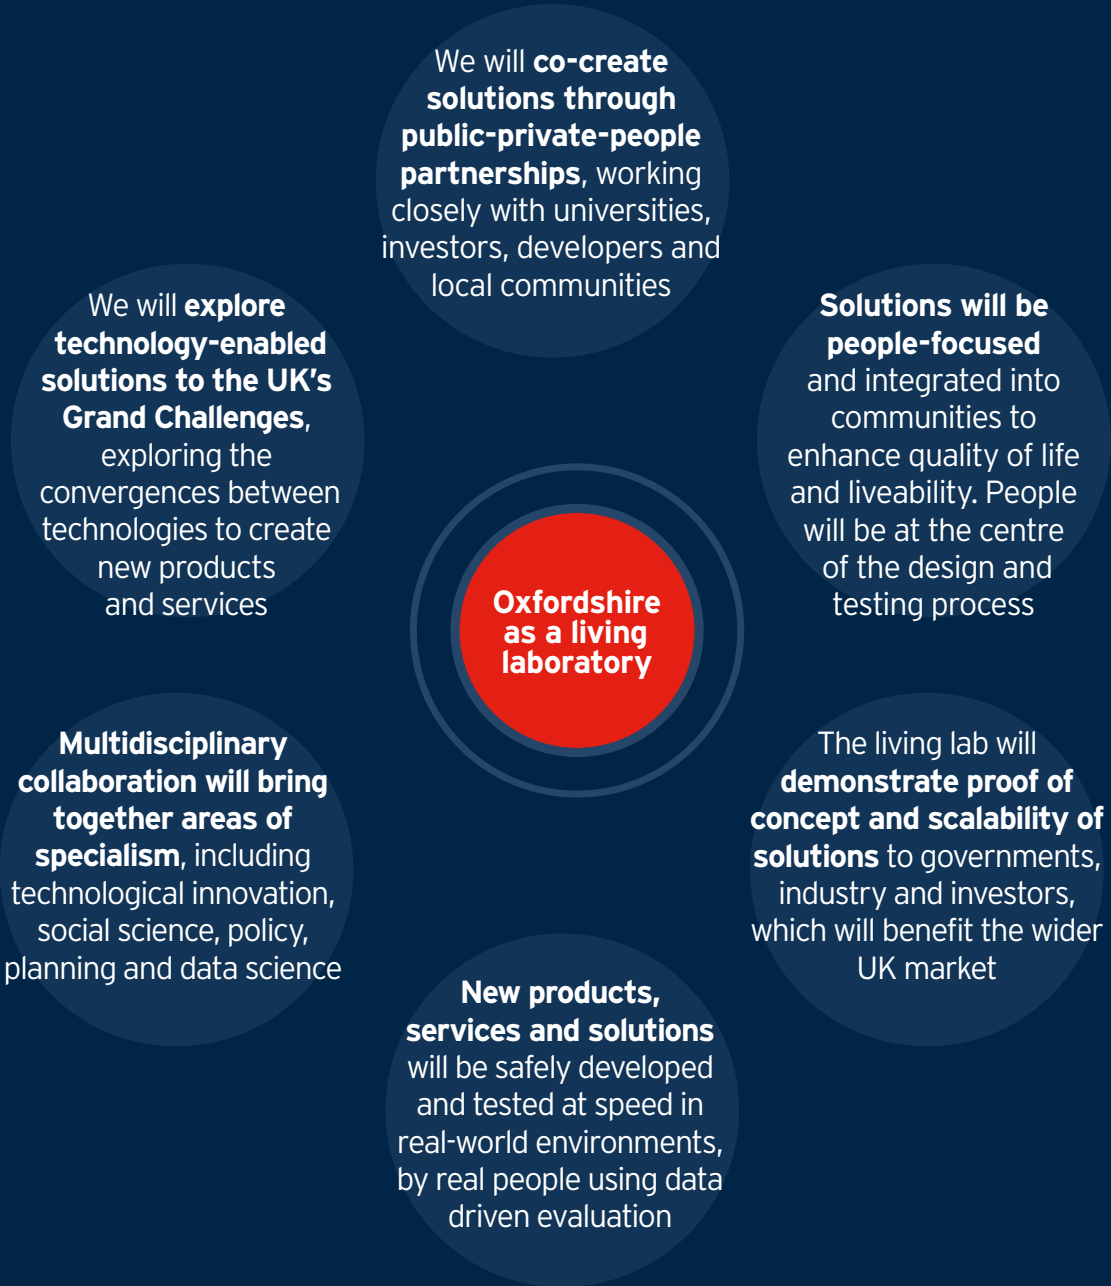 We will co-create
solutions through
public-private-people
partnerships, working
closely with universities,
investors, developers and
local communities
We will explore
technology-enabled
solutions to the UK’s
Grand Challenges,
exploring the
convergences between
technologies to create
new products
and services
Solutions will be
people-focused
and integrated into
communities to
enhance quality of life
and liveability. People
will be at the centre
of the design and
testing process
Oxfordshire
as a living
laboratory
Multidisciplinary
collaboration will bring
together areas of
specialism, including
technological innovation,
social science, policy,
planning and data science
The living lab will
demonstrate proof of
concept and scalability of
solutions to governments,
industry and investors,
which will benefit the wider
UK market
New products,
services and solutions
will be safely developed
and tested at speed in
real-world environments,
by real people using data
driven evaluation